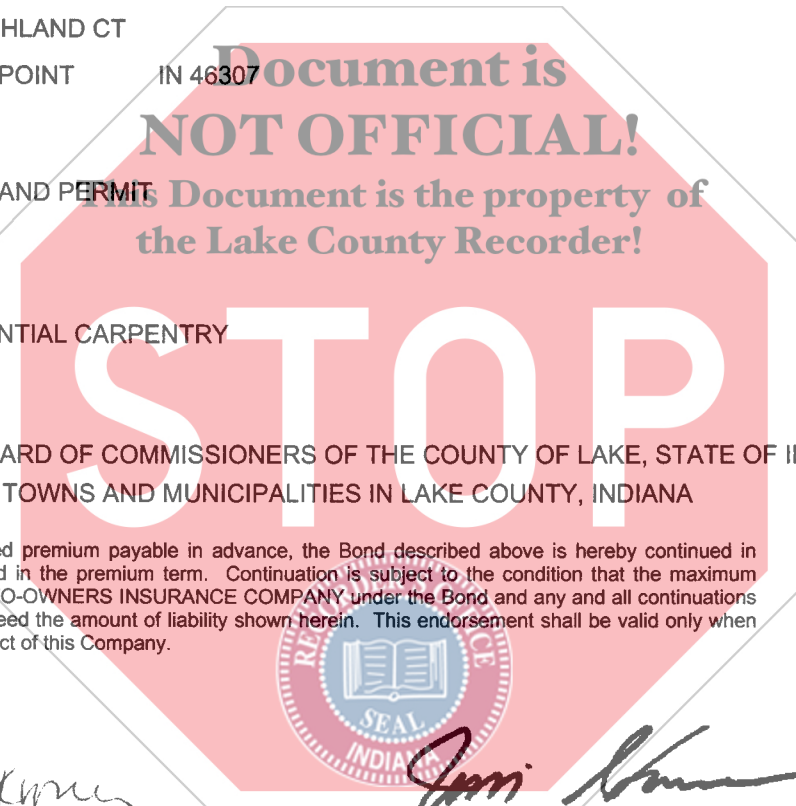 HLAND CT
POINT IN 46307
Document is
NOT OFFICIAL!
AND PERMIT
This Document is the property of
the Lake County Recorder!
NTIAL CARPENTRY
STOP
ARD OF COMMISSIONERS OF THE COUNTY OF LAKE, STATE OF I
TOWNS AND MUNICIPALITIES IN LAKE COUNTY, INDIANA
d premium payable in advance, the Bond described above is hereby continued in
d in the premium term. Continuation is subject to the condition that the maximum
O-OWNERS INSURANCE COMPANY under the Bond and any and all continuations
eed the amount of liability shown herein. This endorsement shall be valid only when
ct of this Company.
RECORDER'S OFFICE
SEAL
INDIANA